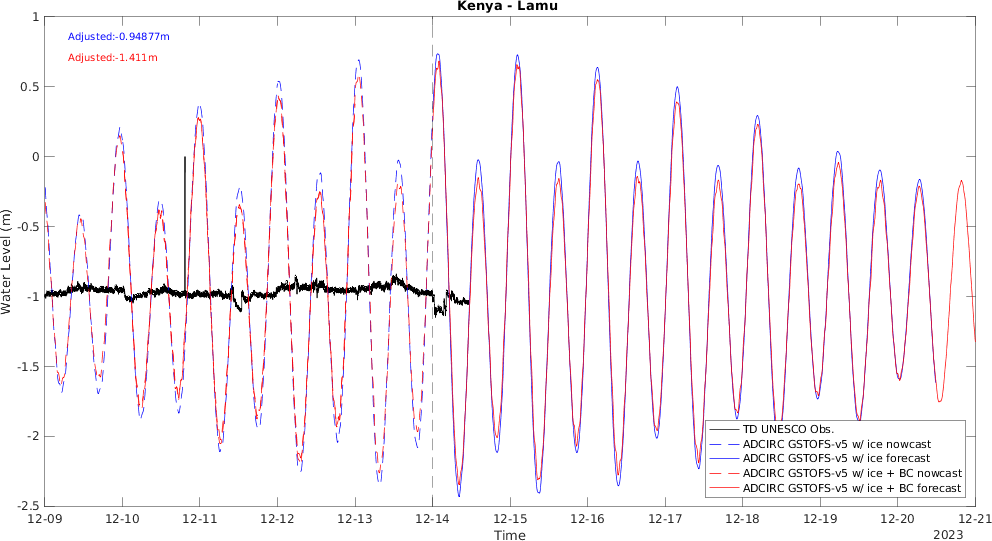 Kenya - Lamu
Adjusted:-0.94877m
Adjusted:-1.411m
Water Level (m)
1
0.5
0
-0.5
-1
-1.5
-2
-2.5
TD UNESCO Obs.
ADCIRC GSTOFS-v5 w/ ice nowcast
ADCIRC GSTOFS-v5 w/ ice forecast
ADCIRC GSTOFS-v5 w/ ice + BC nowcast
ADCIRC GSTOFS-v5 w/ ice + BC forecast
12-09 12-10 12-11 12-12 12-13 12-14 12-15 12-16 12-17 12-18 12-19 12-20 12-21
Time
2023